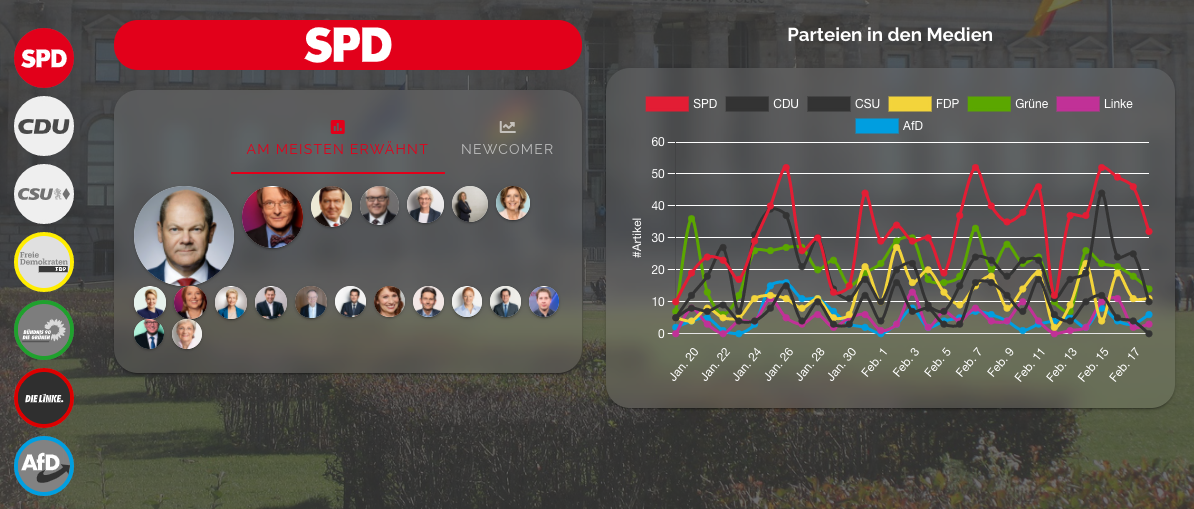 SPD
CDU
CSU
Freie
Demokraten
FDP
BÜNDNIS 90
DIE GRÜNEN
DIE LINKE.
AfD
SPD
AM MEISTEN ERWÄHNT
NEWCOMER
Parteien in den Medien
SPD CDU CSU FDP Grüne Linke
AfD
#Artikel
60
50
40
30
20
10
0
Jan. 20 Jan. 22 Jan. 24 Jan. 26 Jan. 28 Jan. 30 Feb. 1 Feb. 3 Feb. 5 Feb. 7 Feb. 9 Feb. 11 Feb. 13 Feb. 15 Feb. 17